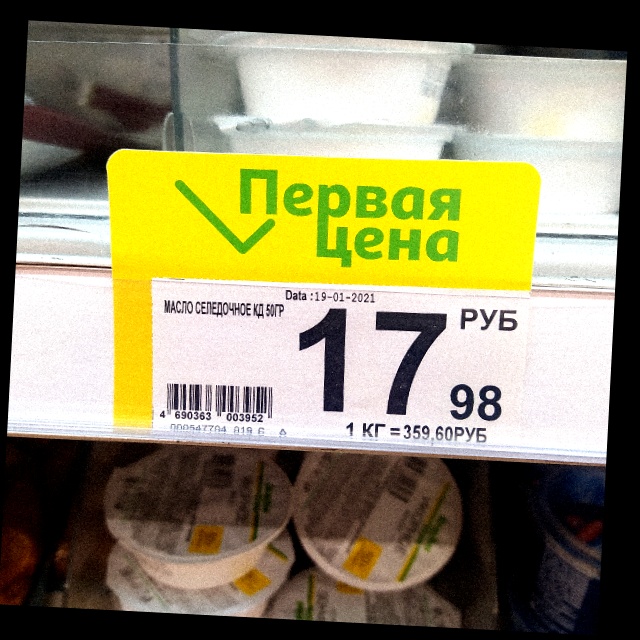 Первая
цена
Data :19-01-2021
МАСЛО СЕЛЕДОЧНОЕ КД 50ГР
17 РУБ
98
4 690363 003952
1 КГ =359,60РУБ